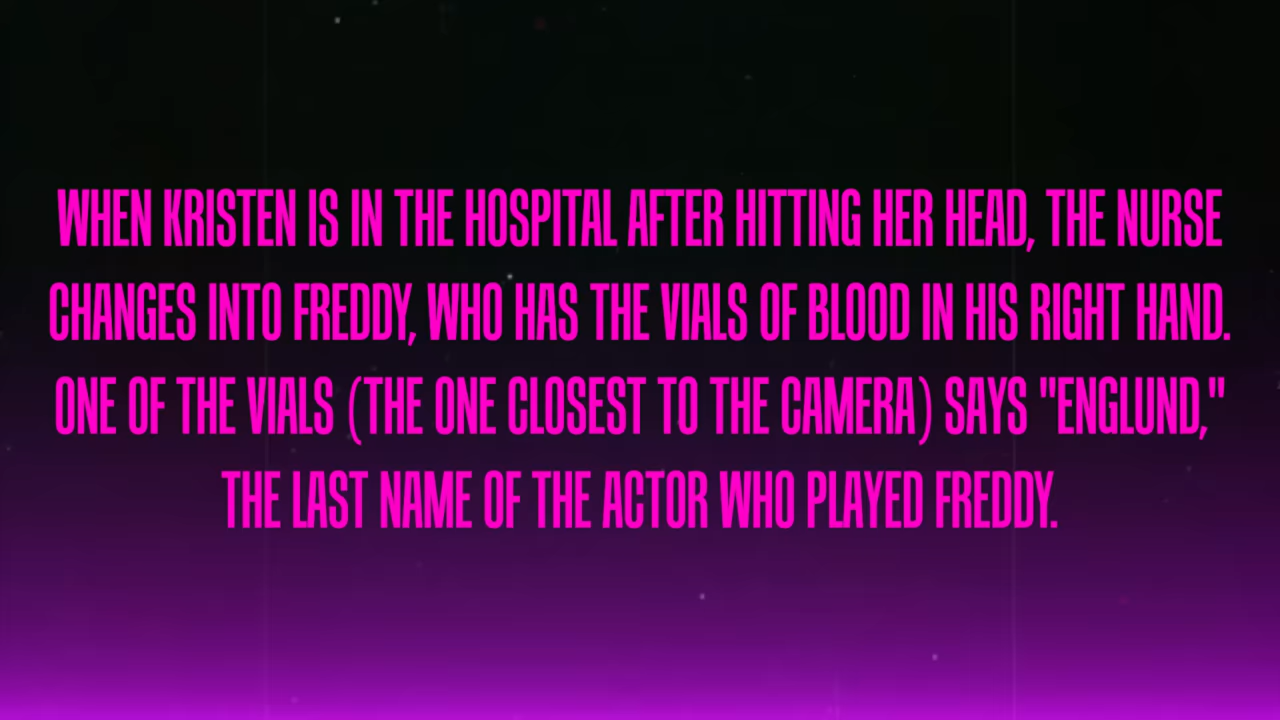 WHEN KRISTEN IS IN THE HOSPITAL AFTER HITTING HER HEAD, THE NURSE
CHANGES INTO FREDDY, WHO HAS THE VIALS OF BLOOD IN HIS RIGHT HAND.
ONE OF THE VIALS (THE ONE CLOSEST TO THE CAMERA) SAYS "ENGLUND,"
THE LAST NAME OF THE ACTOR WHO PLAYED FREDDY.